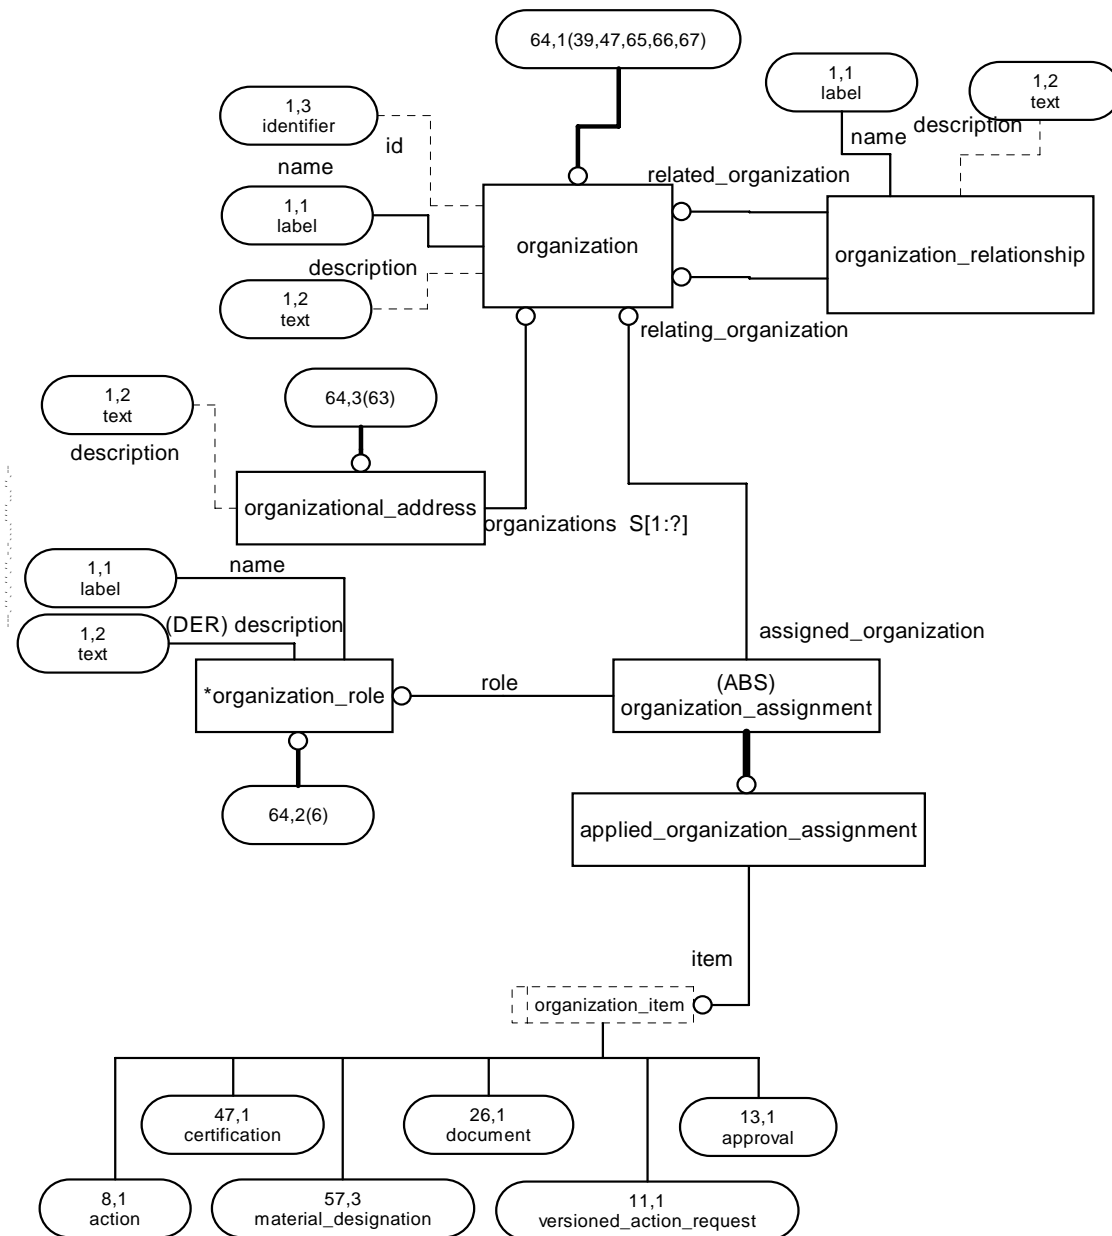 64,1(39,47,65,66,67)
1,1
label
1,2
text
1,3
identifier
id
name
description
name
related_organization
1,1
label
organization
organization_relationship
description
1,2
text
relating_organization
64,3(63)
1,2
text
description
organizational_address
organizations S[1:?]
1,1
label
name
1,2
text
(DER) description
assigned_organization
*organization_role
role
(ABS)
organization_assignment
64,2(6)
applied_organization_assignment
item
organization_item
47,1
certification
26,1
document
13,1
approval
8,1
action
57,3
material_designation
11,1
versioned_action_request